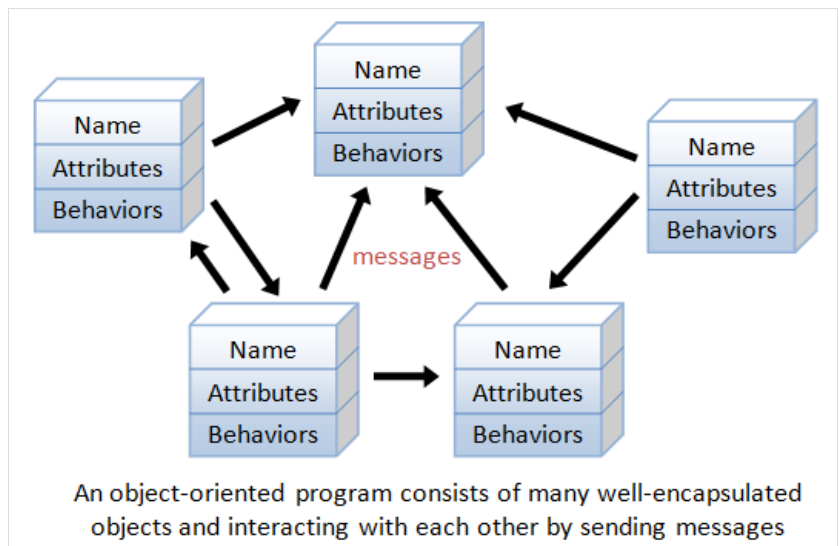 Name
Attributes
Behaviors
Name
Attributes
Behaviors
Name
Attributes
Behaviors
messages
Name
Attributes
Behaviors
Name
Attributes
Behaviors
An object-oriented program consists of many well-encapsulated
objects and interacting with each other by sending messages